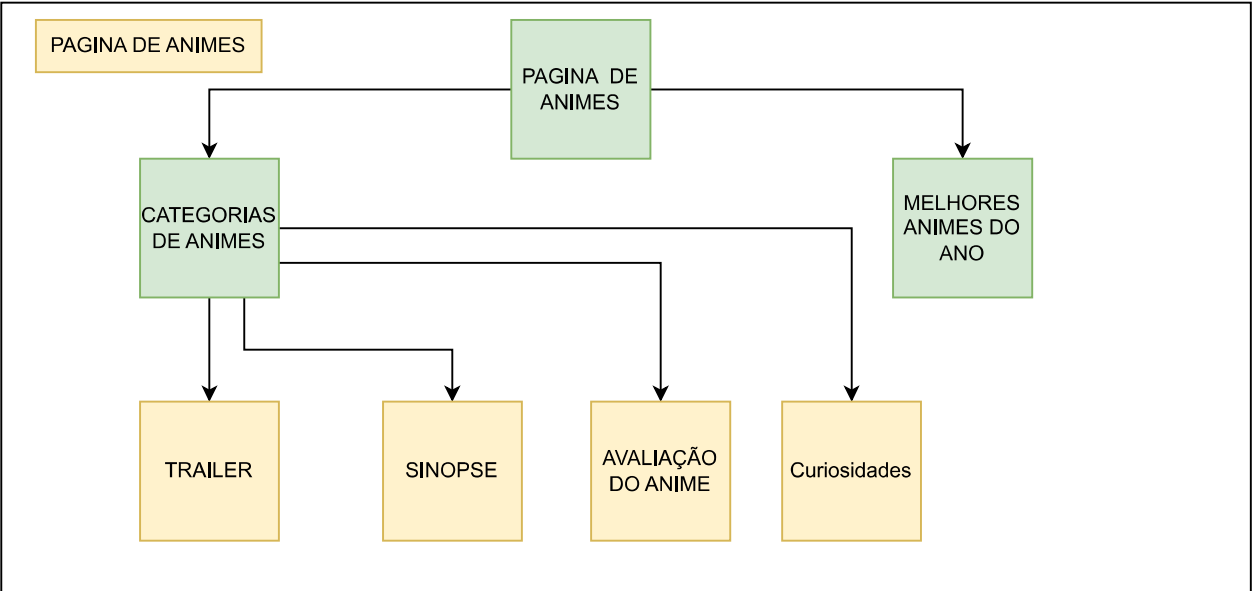 PAGINA DE ANIMES
PAGINA DE
ANIMES
CATEGORIAS
DE ANIMES
MELHORES
ANIMES DO
ANO
TRAILER
SINOPSE
AVALIAÇÃO
DO ANIME
Curiosidades